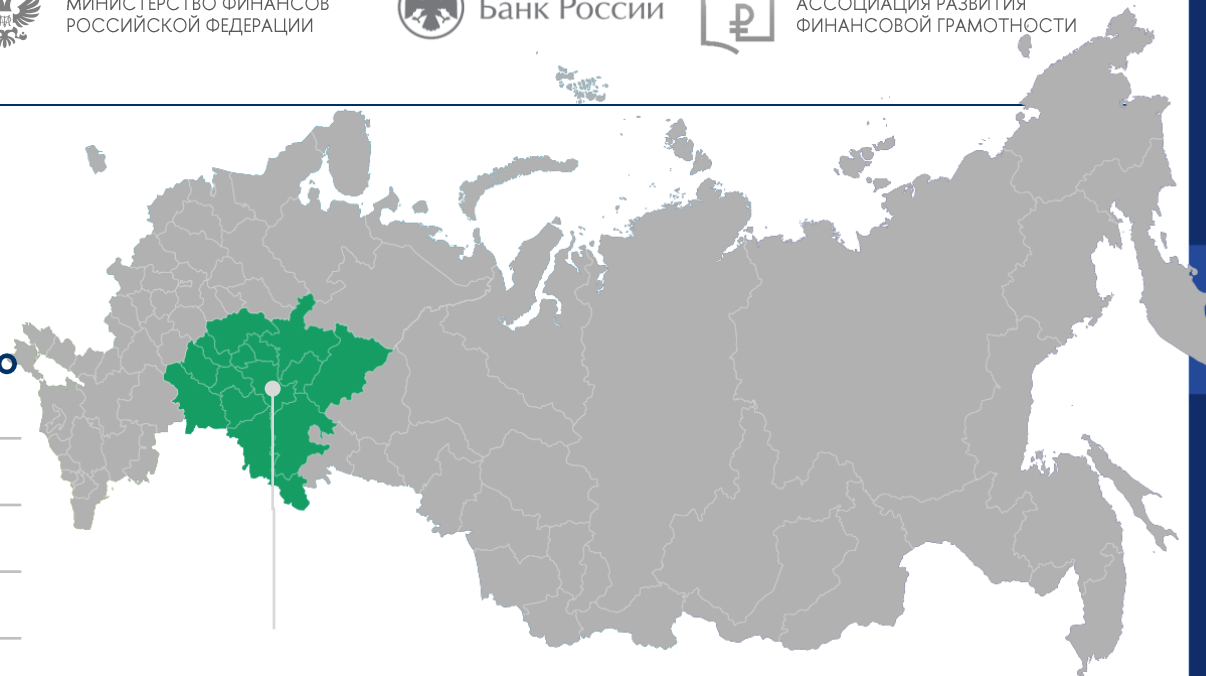 МИНИСТЕРСТВО ФИНАНСОВ
РОССИЙСКОЙ ФЕДЕРАЦИИ
Банк России
АССОЦИАЦИЯ РАЗВИТИЯ
ФИНАНСОВОЙ ГРАМОТНОСТИ